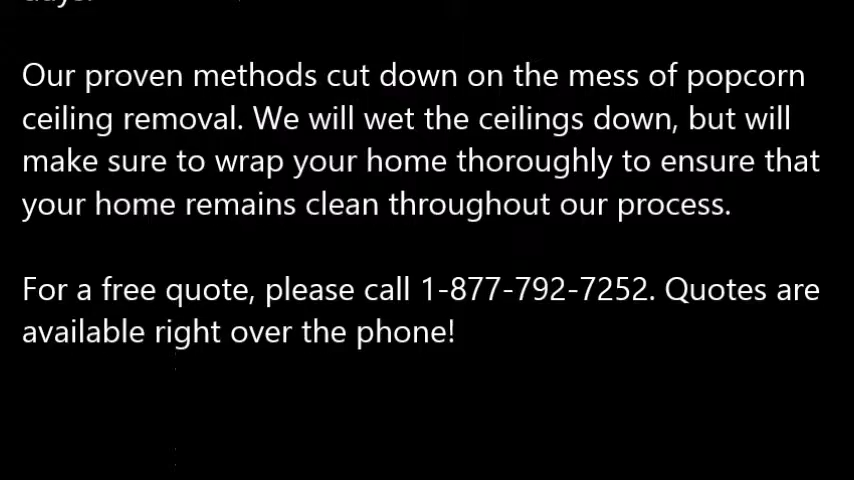 Our proven methods cut down on the mess of popcorn
ceiling removal. We will wet the ceilings down, but will
make sure to wrap your home thoroughly to ensure that
your home remains clean throughout our process.
For a free quote, please call 1-877-792-7252. Quotes are
available right over the phone!